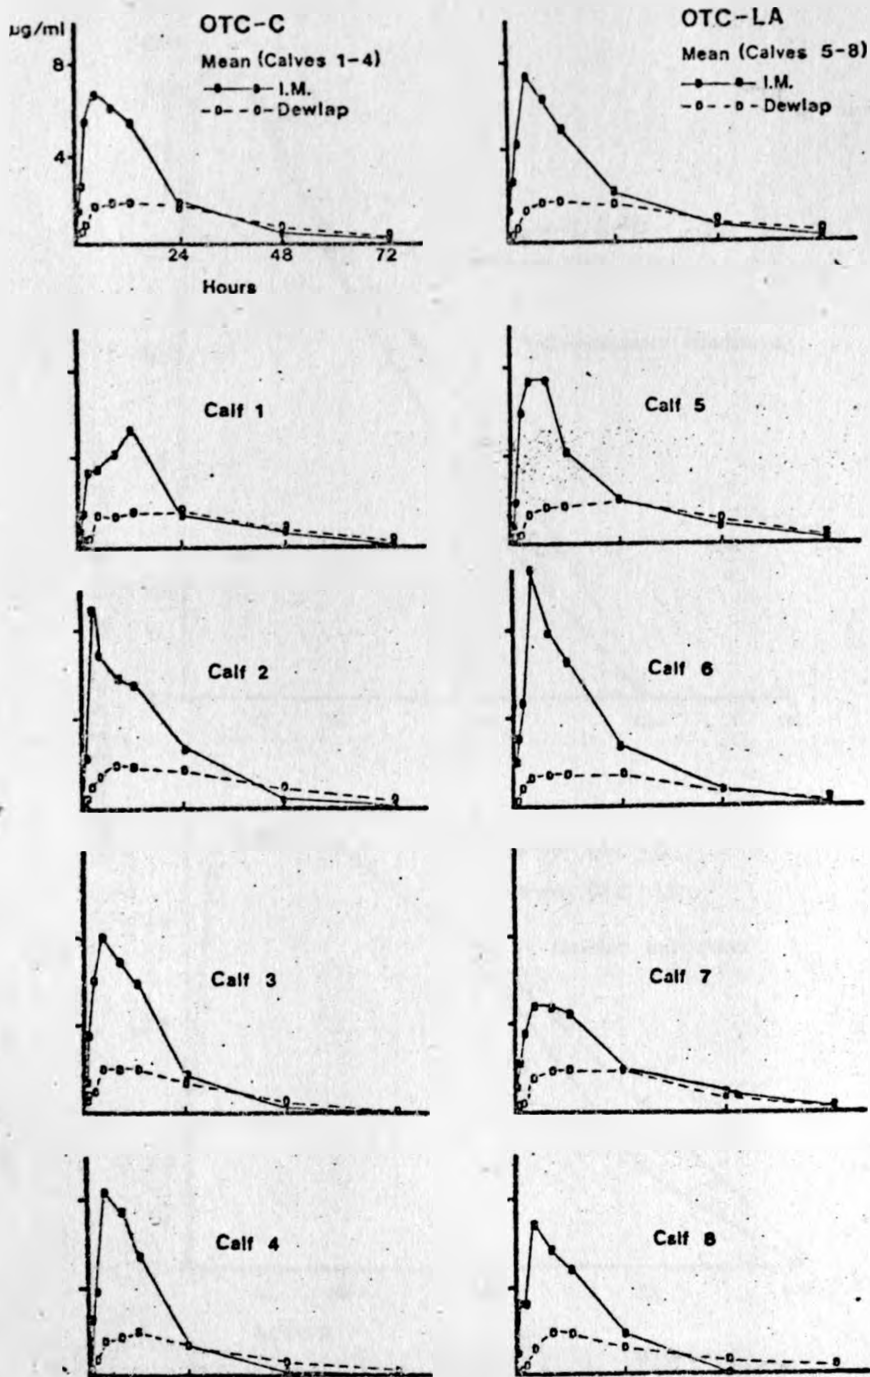 µg/ml
OTC-C
Mean (Calves 1-4)
I.M.
Dewlap
8
4
24 48 72
Hours
OTC-LA
Mean (Calves 5-8)
I.M.
Dewlap
Calf 1
Calf 5
Calf 2
Calf 6
Calf 3
Calf 7
Calf 4
Calf 8